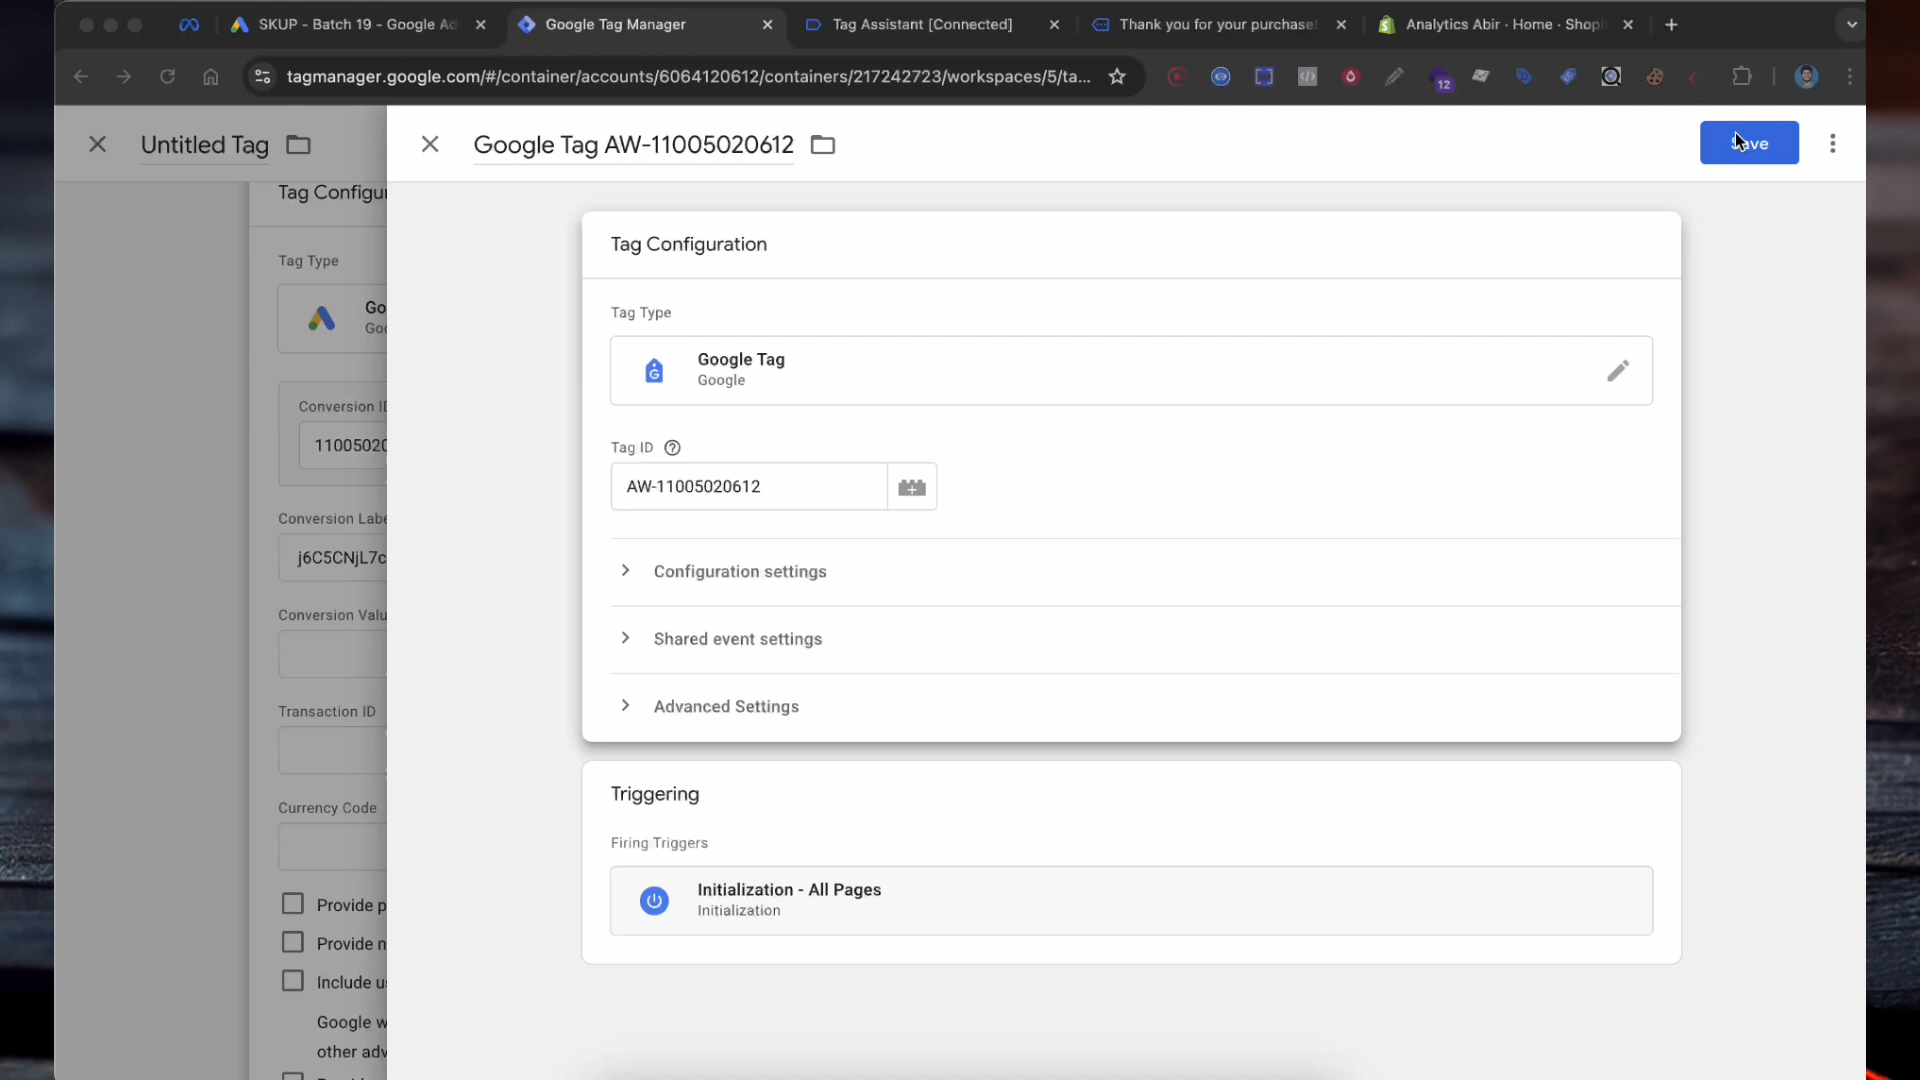 SKUP - Batch 19 - Google Ad
Google Tag Manager
Tag Assistant [Connected]
Thank you for your purchase!
Analytics Abir · Home · Shopi
tagmanager.google.com/#/container/accounts/6064120612/containers/217242723/workspaces/5/ta...
12
Untitled Tag
Google Tag AW-11005020612
Tag Configu
Tag Type
Go
Goo
Conversion ID
11005020
Conversion Labe
j6C5CNjL7c
Conversion Valu
Transaction ID
Currency Code
Provide p
Provide n
Include us
Google w
other adv
Tag Configuration
Tag Type
Google Tag
Google
Tag ID
AW-11005020612
Configuration settings
Shared event settings
Advanced Settings
Triggering
Firing Triggers
Initialization - All Pages
Initialization